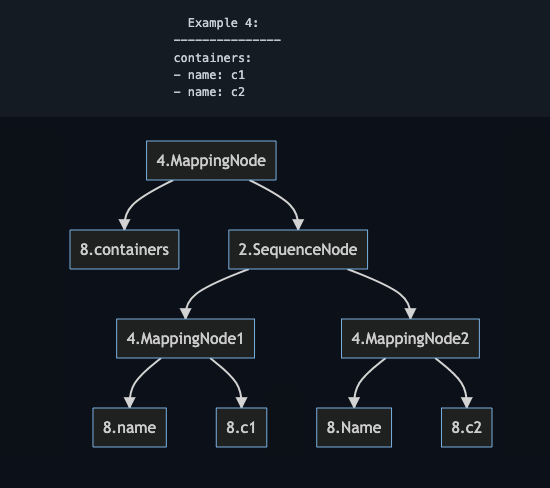 Example 4:
---------------
containers:
- name: c1
- name: c2
4.MappingNode
8.containers
2.SequenceNode
4.MappingNode1
4.MappingNode2
8.name
8.c1
8.Name
8.c2